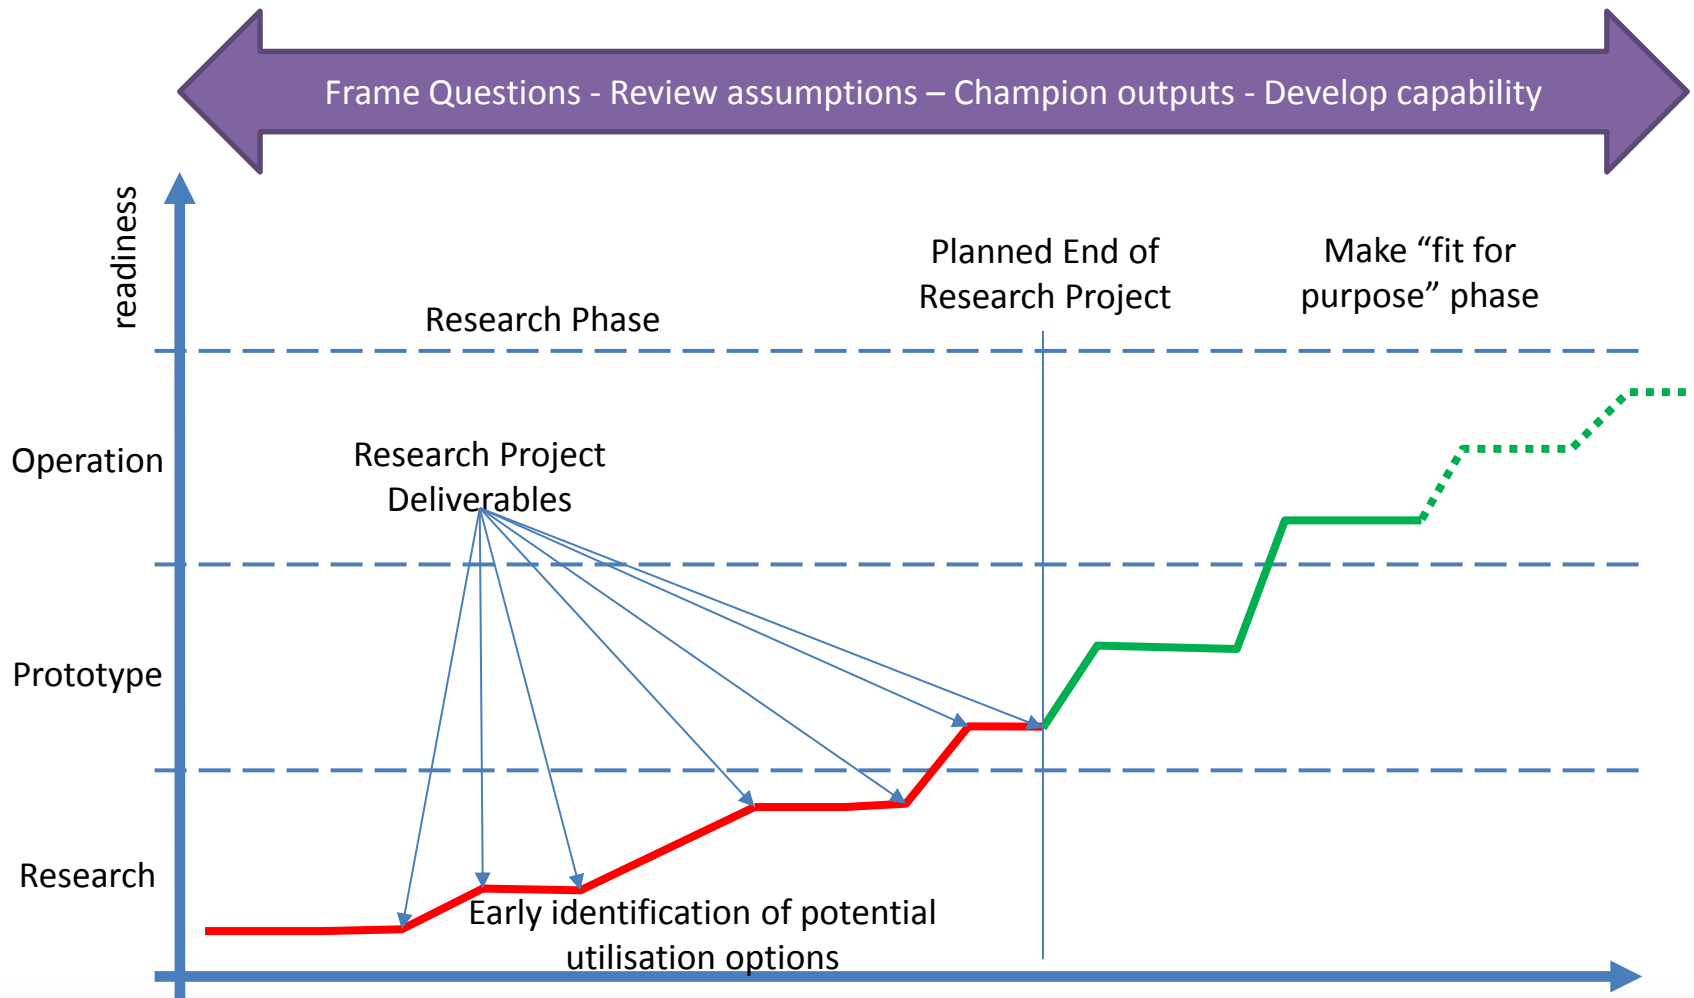 Frame Questions - Review assumptions – Champion outputs - Develop capability
readiness
Planned End of
Research Project
Make “fit for
purpose” phase
Research Phase
Operation
Research Project
Deliverables
Prototype
Research
Early identification of potential
utilisation options